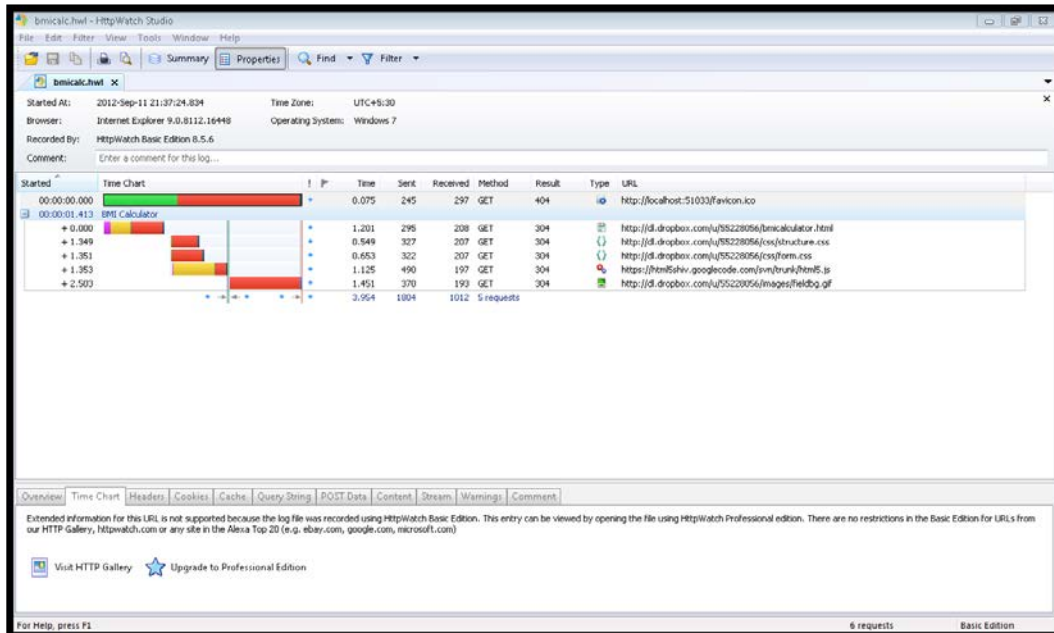 bmicalc.hwl - HttpWatch Studio
File Edit Filter View Tools Window Help
Summary Properties Find Filter
bmicalc.hwl
Started At: 2012-Sep-11 21:37:24.834 Time Zone: UTC+5:30
Browser: Internet Explorer 9.0.8112.16448 Operating System: Windows 7
Recorded By: HttpWatch Basic Edition 8.5.6
Comment: Enter a comment for this log...
Started Time Chart ! Time Sent Received Method Result Type URL
00:00:00.000 0.075 245 297 GET 404 http://localhost:51033/favicon.ico
00:00:01.413 BMI Calculator
+ 0.000 1.201 295 208 GET 304 http://dl.dropbox.com/u/55228056/bmicalculator.html
+ 1.349 0.549 327 207 GET 304 http://dl.dropbox.com/u/55228056/css/structure.css
+ 1.351 0.653 322 207 GET 304 http://dl.dropbox.com/u/55228056/css/form.css
+ 1.353 1.125 490 197 GET 304 https://html5shiv.googlecode.com/svn/trunk/html5.js
+ 2.503 1.451 370 193 GET 304 http://dl.dropbox.com/u/55228056/images/fieldbg.gif
3.954 1804 1012 5 requests
Overview Time Chart Headers Cookies Cache Query String POST Data Content Stream Warnings Comment
Extended information for this URL is not supported because the log file was recorded using HttpWatch Basic Edition. This entry can be viewed by opening the file using HttpWatch Professional edition. There are no restrictions in the Basic Edition for URLs from
our HTTP Gallery, httpwatch.com or any site in the Alexa Top 20 (e.g. ebay.com, google.com, microsoft.com)
Visit HTTP Gallery Upgrade to Professional Edition
For Help, press F1 6 requests Basic Edition